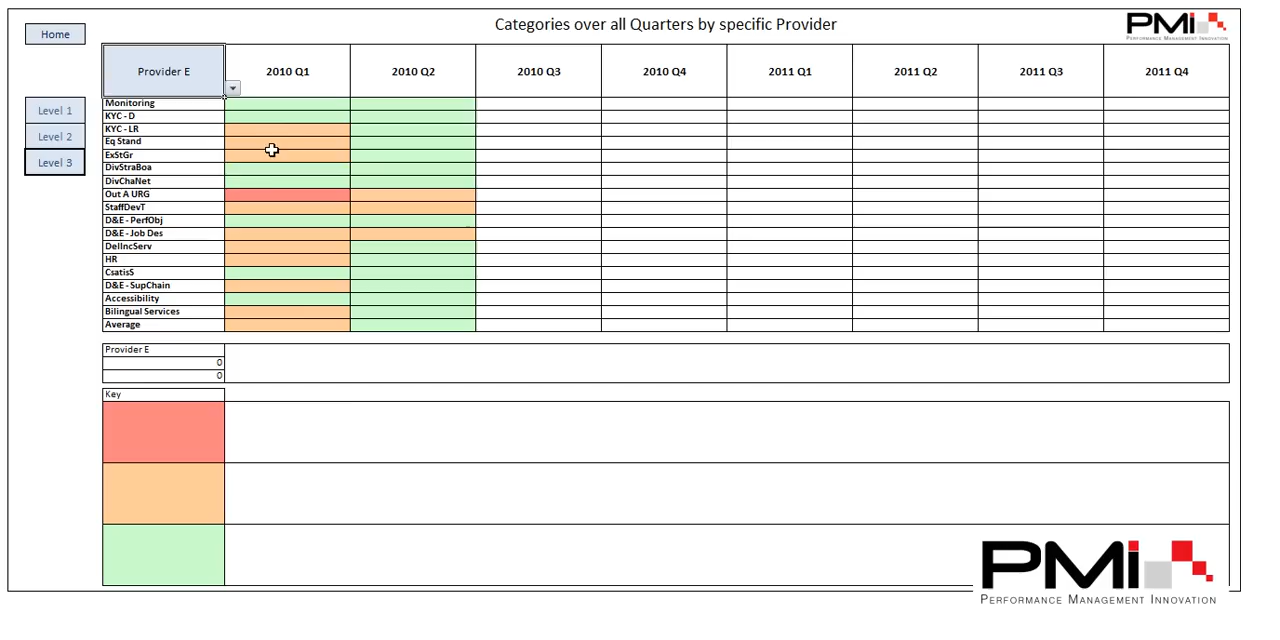 Categories over all Quarters by specific Provider
PMi
PERFORMANCE MANAGEMENT INNOVATION
Home
Provider E 2010 Q1 2010 Q2 2010 Q3 2010 Q4 2011 Q1 2011 Q2 2011 Q3 2011 Q4
Level 1
Level 2
Level 3
Monitoring
KYC - D
KYC - LR
Eq Stand
ExStGr
DivStraBoa
DivChaNet
Out A URG
StaffDevT
D&E - PerfObj
D&E - Job Des
DelIncServ
HR
CsatisS
D&E - SupChain
Accessibility
Bilingual Services
Average
Provider E
0
0
Key
PMi
PERFORMANCE MANAGEMENT INNOVATION